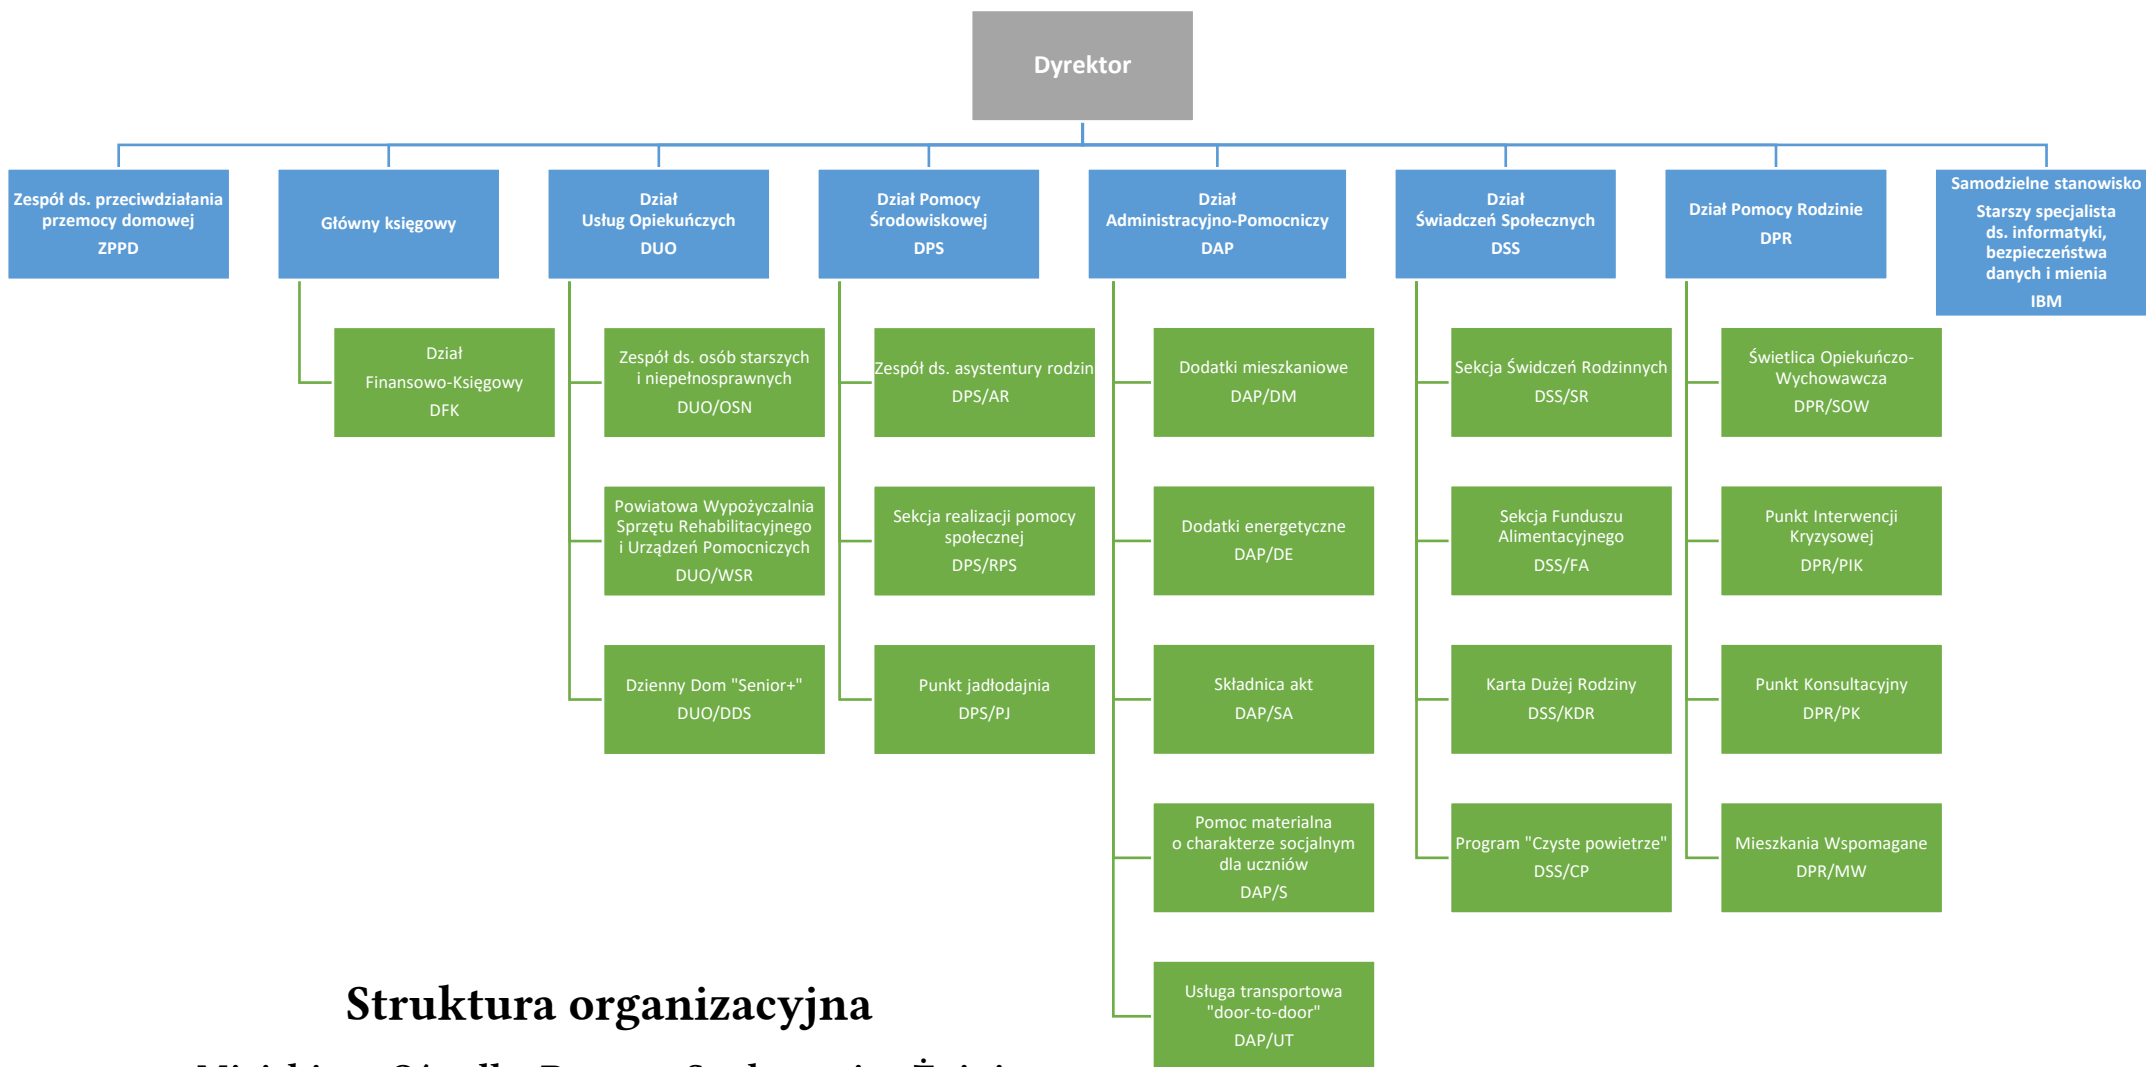 Dyrektor
Zespół ds. przeciwdziałania
przemocy domowej
ZPPD
Główny księgowy
Dział
Usług Opiekuńczych
DUO
Dział Pomocy
Środowiskowej
DPS
Dział
Administracyjno-Pomocniczy
DAP
Dział
Świadczeń Społecznych
DSS
Dział Pomocy Rodzinie
DPR
Samodzielne stanowisko
Starszy specjalista
ds. informatyki,
bezpieczeństwa
danych i mienia
IBM
Dział
Finansowo-Księgowy
DFK
Zespół ds. osób starszych
i niepełnosprawnych
DUO/OSN
Powiatowa Wypożyczalnia
Sprzętu Rehabilitacyjnego
i Urządzeń Pomocniczych
DUO/WSR
Dzienny Dom "Senior+"
DUO/DDS
Zespół ds. asystentury rodzin
DPS/AR
Sekcja realizacji pomocy
społecznej
DPS/RPS
Punkt jadłodajnia
DPS/PJ
Dodatki mieszkaniowe
DAP/DM
Dodatki energetyczne
DAP/DE
Składnica akt
DAP/SA
Pomoc materialna
o charakterze socjalnym
dla uczniów
DAP/S
Usługa transportowa
"door-to-door"
DAP/UT
Sekcja Świdczeń Rodzinnych
DSS/SR
Sekcja Funduszu
Alimentacyjnego
DSS/FA
Karta Dużej Rodziny
DSS/KDR
Program "Czyste powietrze"
DSS/CP
Świetlica Opiekuńczo-
Wychowawcza
DPR/SOW
Punkt Interwencji
Kryzysowej
DPR/PIK
Punkt Konsultacyjny
DPR/PK
Mieszkania Wspomagane
DPR/MW
Struktura organizacyjna